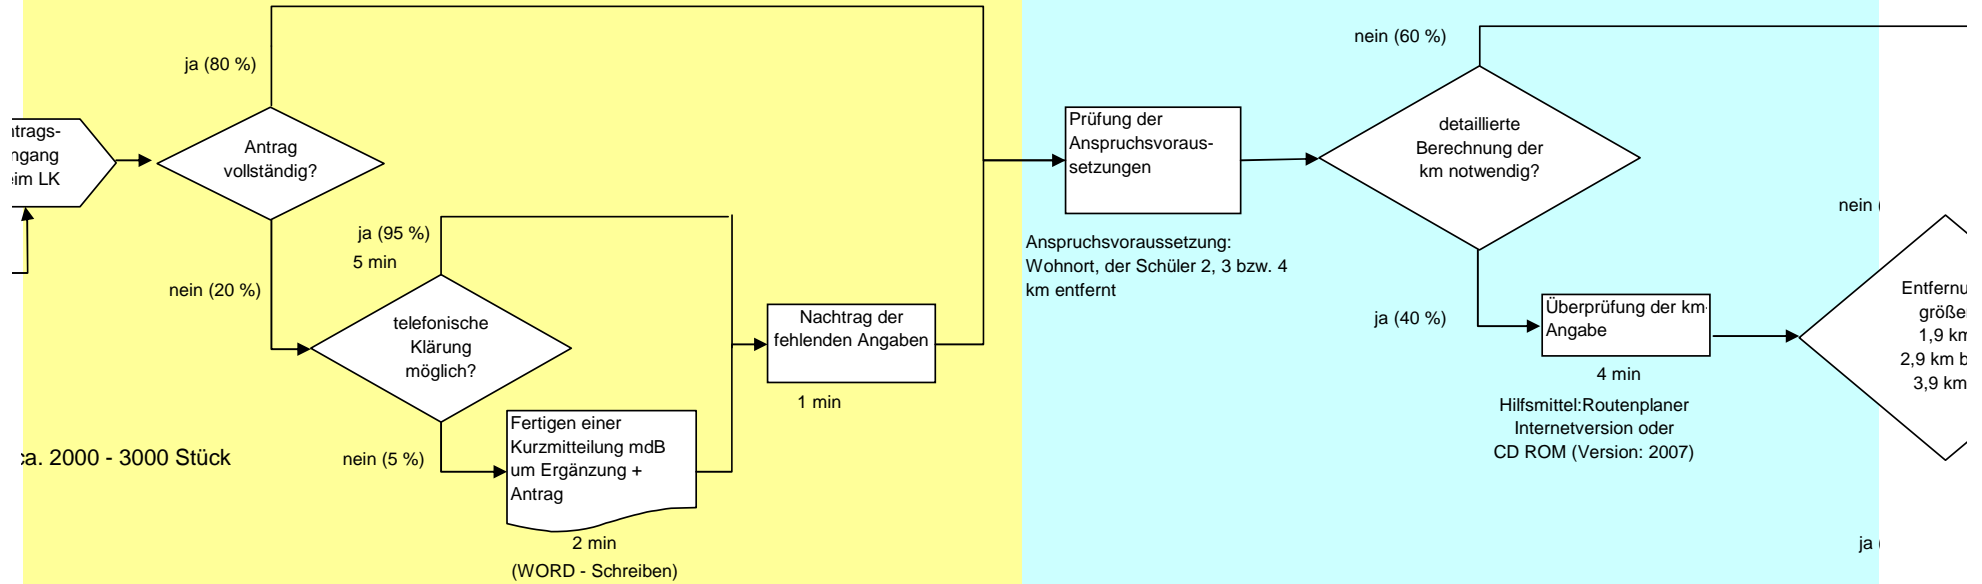 ja (80 %)
Antrag
vollständig?
nein (20 %)
ja (95 %)
5 min
telefonische
Klärung
möglich?
nein (5 %)
Fertigen einer
Kurzmitteilung mdB
um Ergänzung +
Antrag
2 min
(WORD - Schreiben)
Nachtrag der
fehlenden Angaben
1 min
ca. 2000 - 3000 Stück
Prüfung der
Anspruchsvoraus-
setzungen
Anspruchsvoraussetzung:
Wohnort, der Schüler 2, 3 bzw. 4
km entfernt
nein (60 %)
detaillierte
Berechnung der
km notwendig?
ja (40 %)
Überprüfung der km-
Angabe
4 min
Hilfsmittel:Routenplaner
Internetversion oder
CD ROM (Version: 2007)
nein (
größe
1,9 km
2,9 km b
3,9 km
ja (